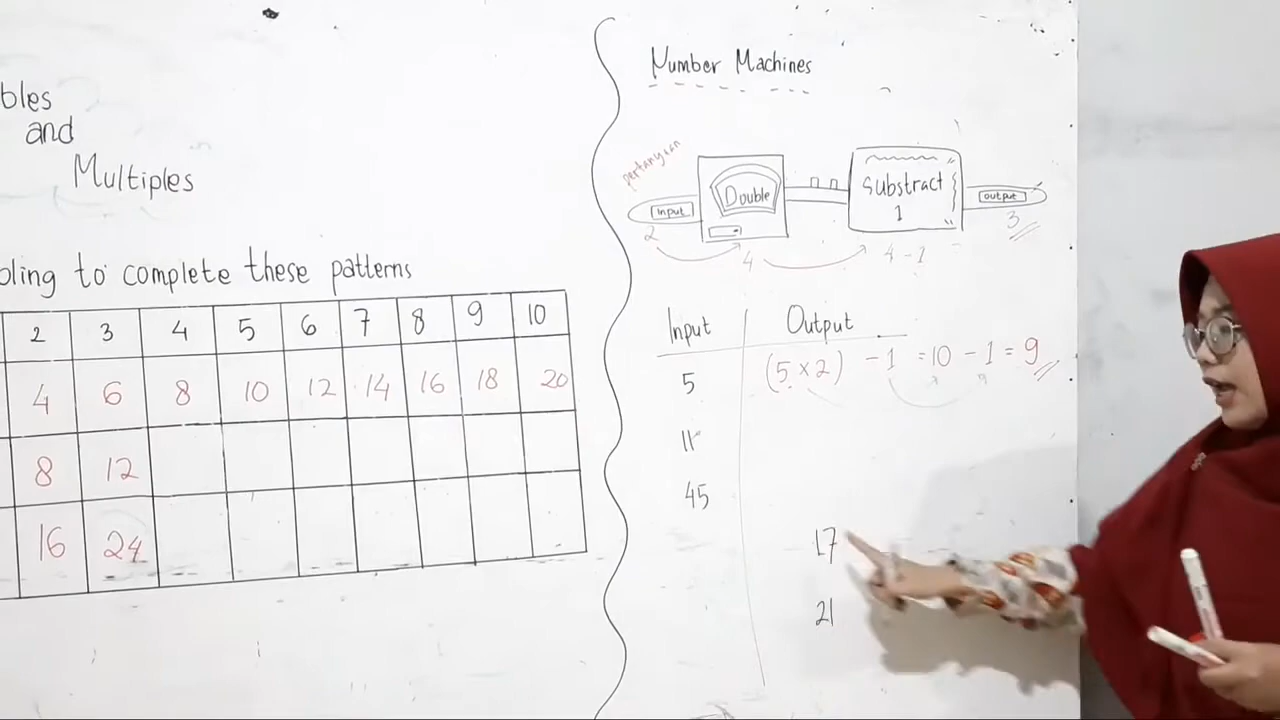 bles
and
Multiples
bling to complete these patterns
2 3 4 5 6 7 8 9 10
4 6 8 10 12 14 16 18 20
8 12
16 24
Number Machines
pertanyaan
Input Double Substract 1 output
2 4 4 - 1 3
Input Output
5 (5 × 2) - 1 = 10 - 1 = 9
11
45
17
21